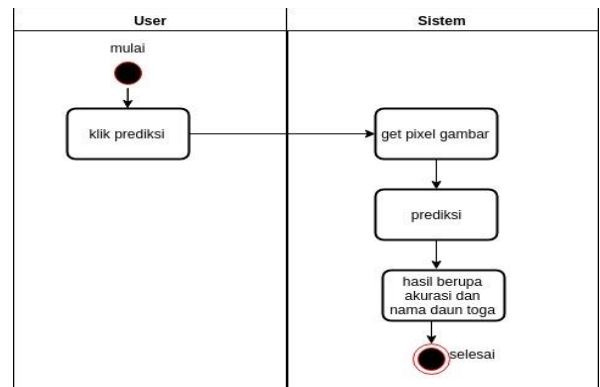 User
Sistem
mulai
klik prediksi
get pixel gambar
prediksi
hasil berupa
akurasi dan
nama daun toga
selesai